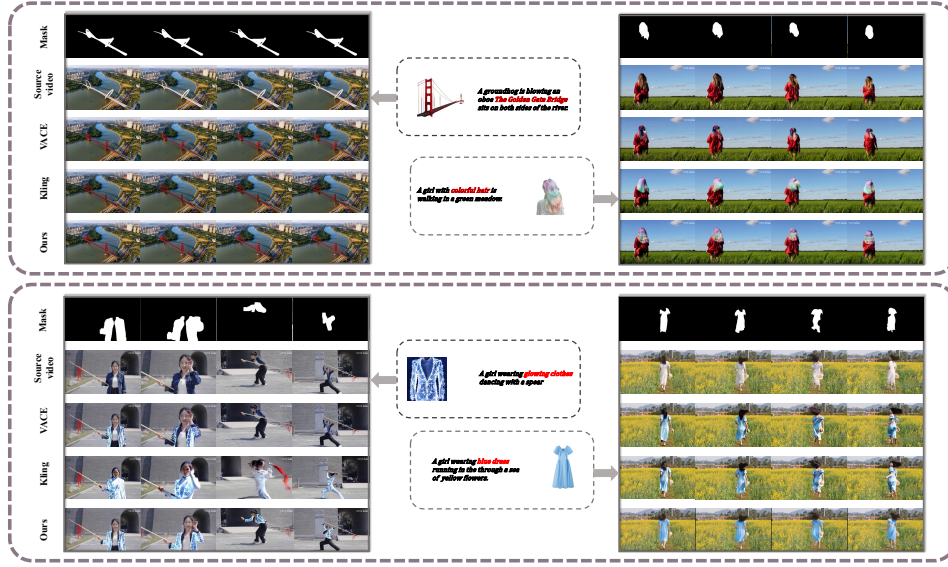 Mask
Source
video
VACE
Kling
Ours
A groundhog is blowing an
oboe The Golden Gate Bridge
sits on both sides of the river.
A girl with colorful hair is
walking in a green meadow.
Mask
Source
video
VACE
Kling
Ours
A girl wearing glowing clothes
dancing with a spear
A girl wearing blue dress
running in the through a sea
of yellow flowers.